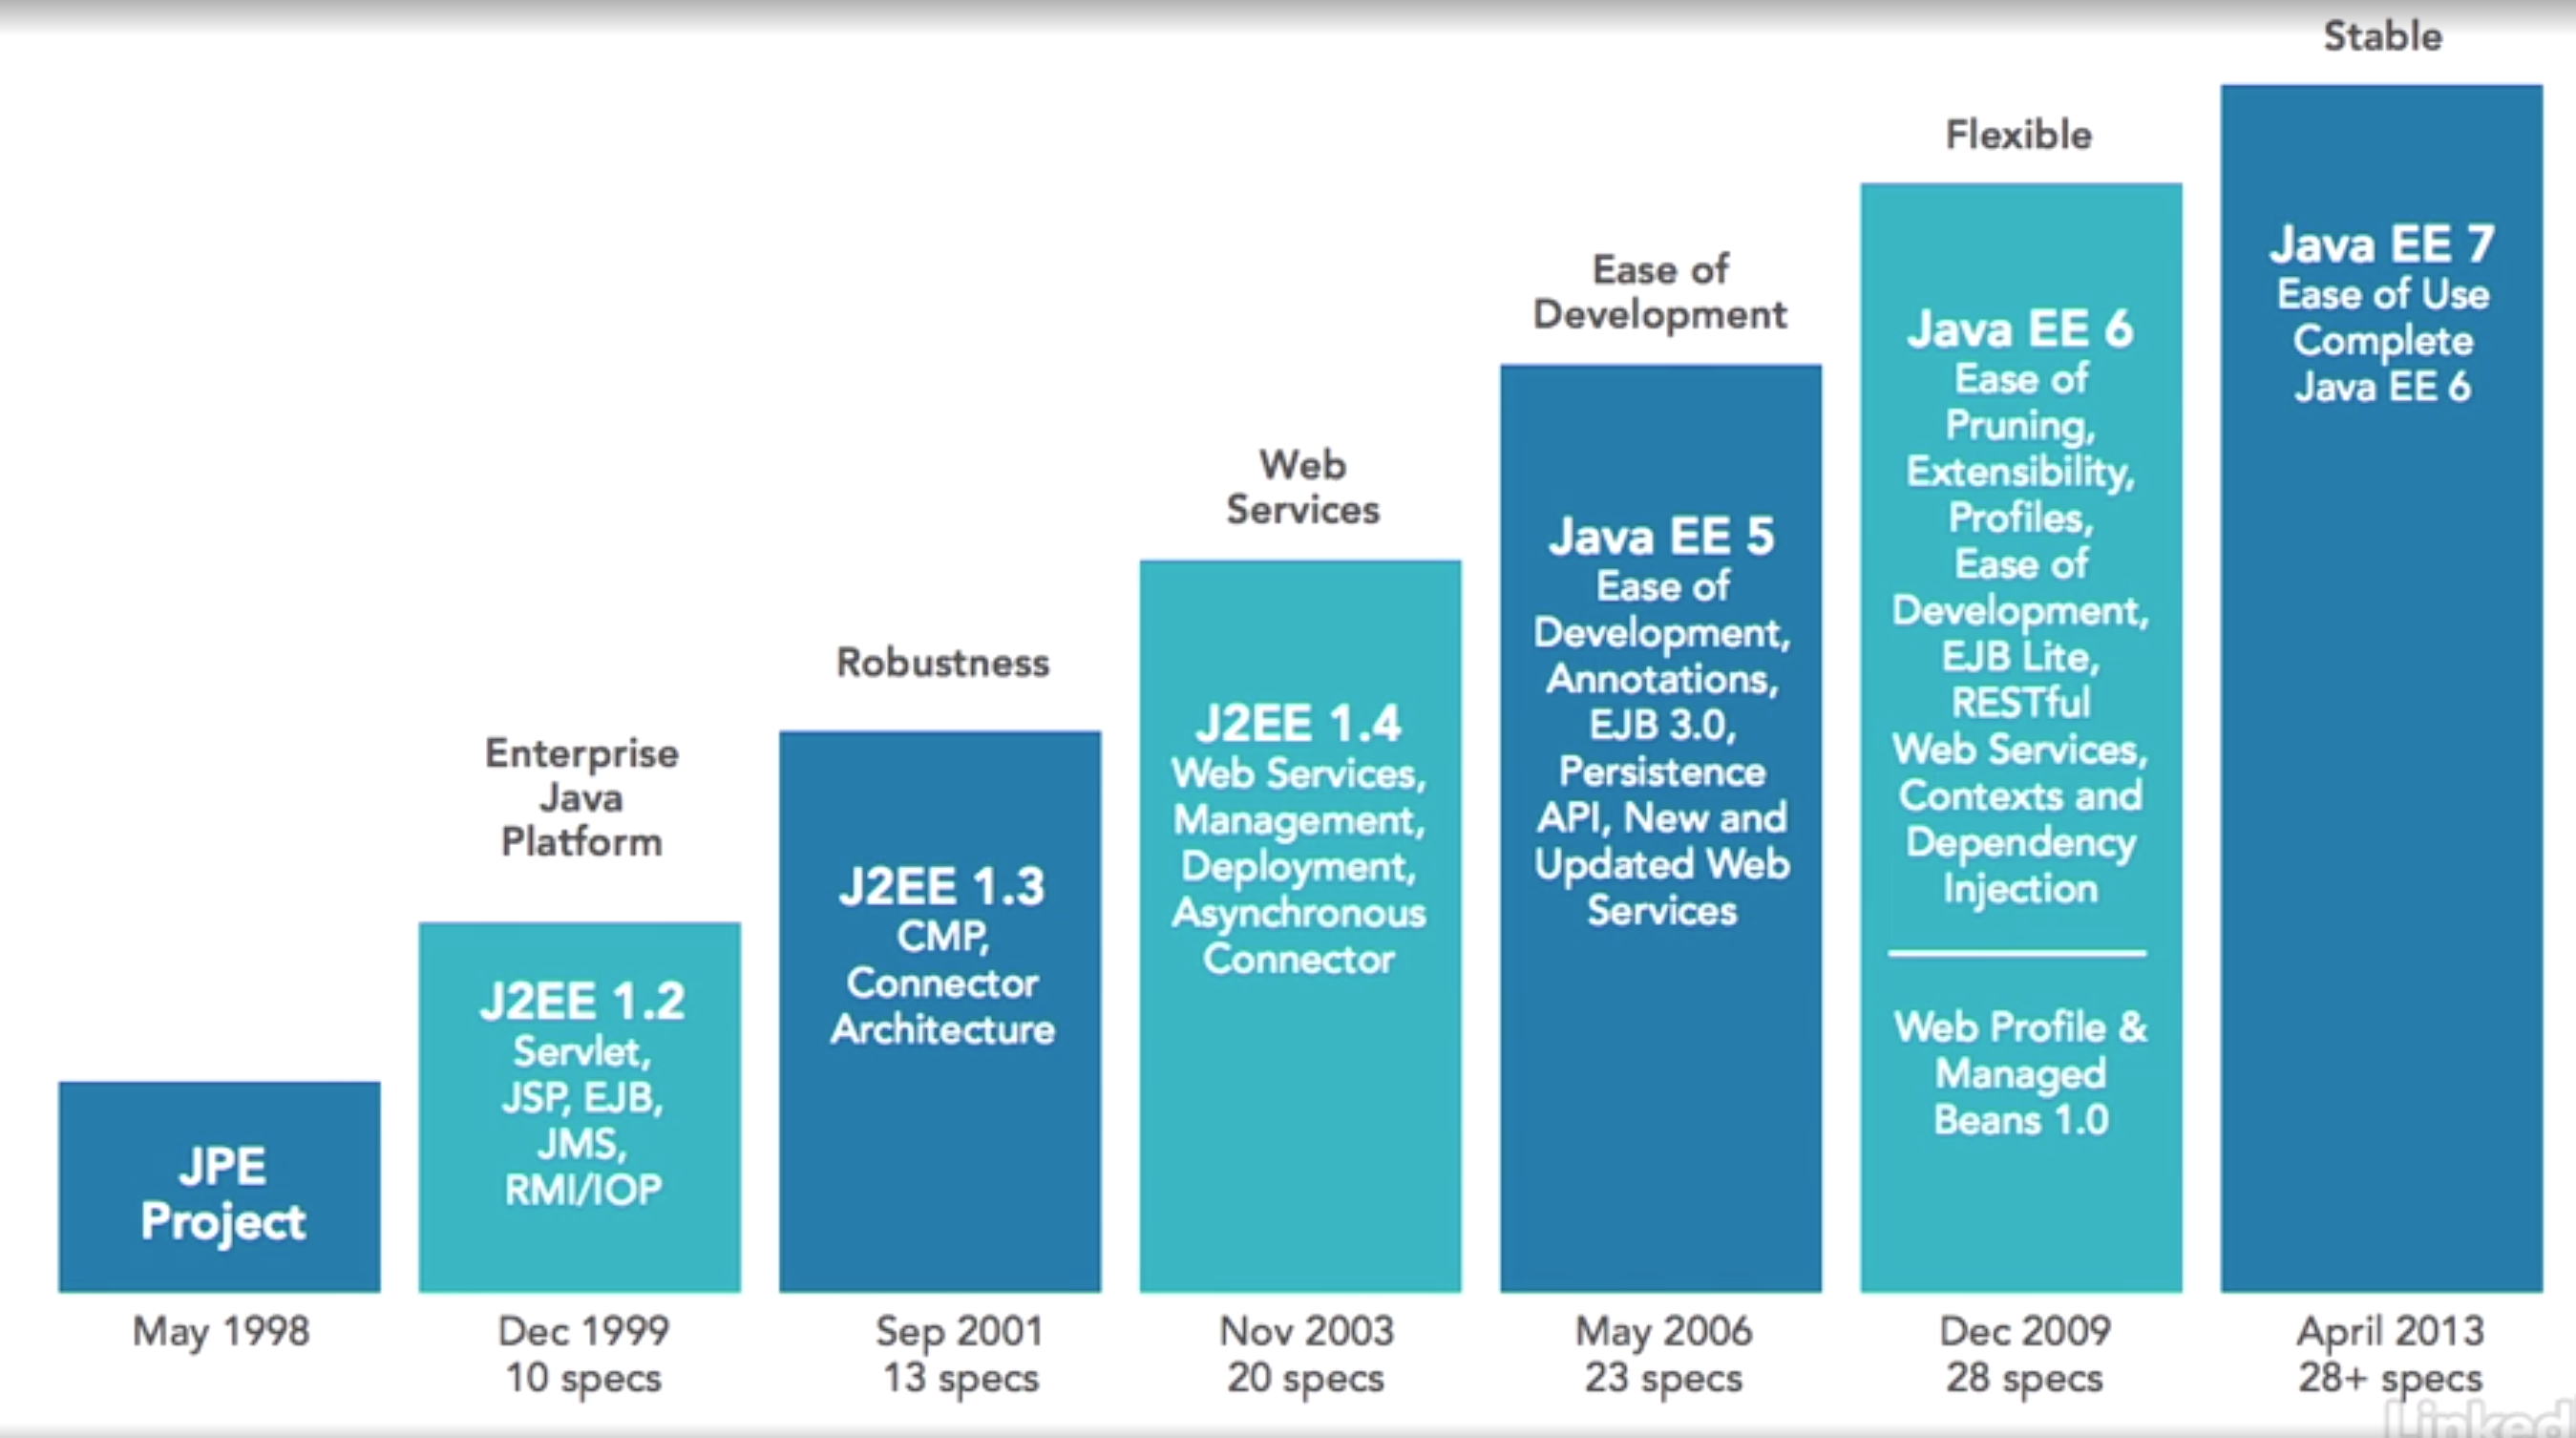 JPE
Project
May 1998
Enterprise
Java
Platform
J2EE 1.2
Servlet,
JSP, EJB,
JMS,
RMI/IOP
Dec 1999
10 specs
Robustness
J2EE 1.3
CMP,
Connector
Architecture
Sep 2001
13 specs
Web
Services
J2EE 1.4
Web Services,
Management,
Deployment,
Asynchronous
Connector
Nov 2003
20 specs
Ease of
Development
Java EE 5
Ease of
Development,
Annotations,
EJB 3.0,
Persistence
API, New and
Updated Web
Services
May 2006
23 specs
Flexible
Java EE 6
Ease of
Pruning,
Extensibility,
Profiles,
Ease of
Development,
EJB Lite,
RESTful
Web Services,
Contexts and
Dependency
Injection
Web Profile &
Managed
Beans 1.0
Dec 2009
28 specs
Stable
Java EE 7
Ease of Use
Complete
Java EE 6
April 2013
28+ specs
Linked